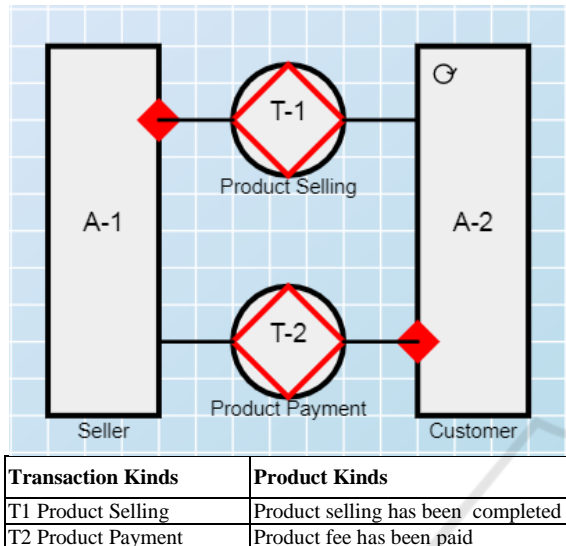 T-1
Product Selling
A-1
A-2
T-2
Product Payment
Seller
Customer
Transaction Kinds Product Kinds
T1 Product Selling Product selling has been completed
T2 Product Payment Product fee has been paid